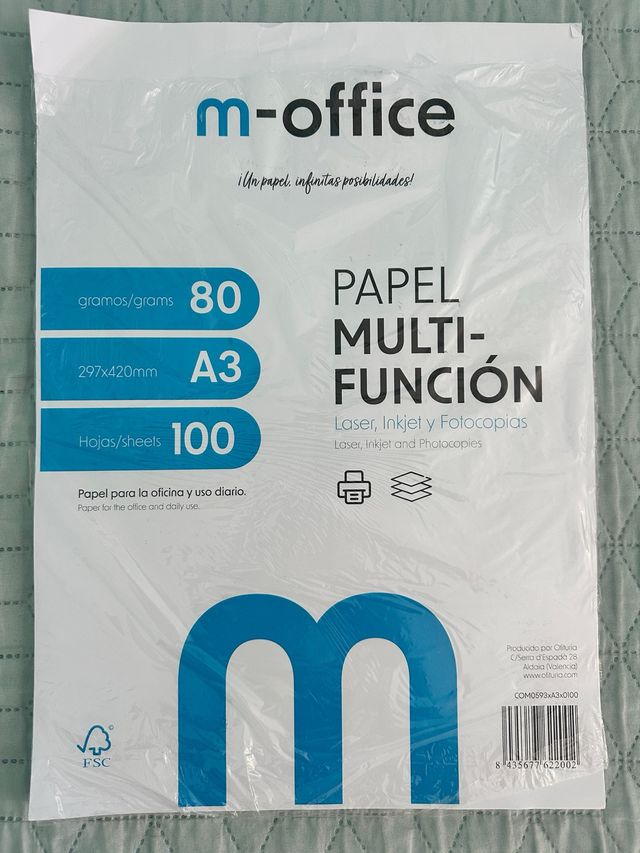 m-office
¡Un papel, infinitas posibilidades!
gramos/grams 80
297x420mm A3
Hojas/sheets 100
Papel para la oficina y uso diario.
Paper for the office and daily use.
PAPEL
MULTI-
FUNCIÓN
Laser, Inkjet y Fotocopias
Laser, Inkjet and Photocopies
m
Producido por Ofituria
C/Serra d'Espadà 28
Aldaia (Valencia)
www.ofituria.com
COM0593xA3x0100
8 435677 622002
©
FSC